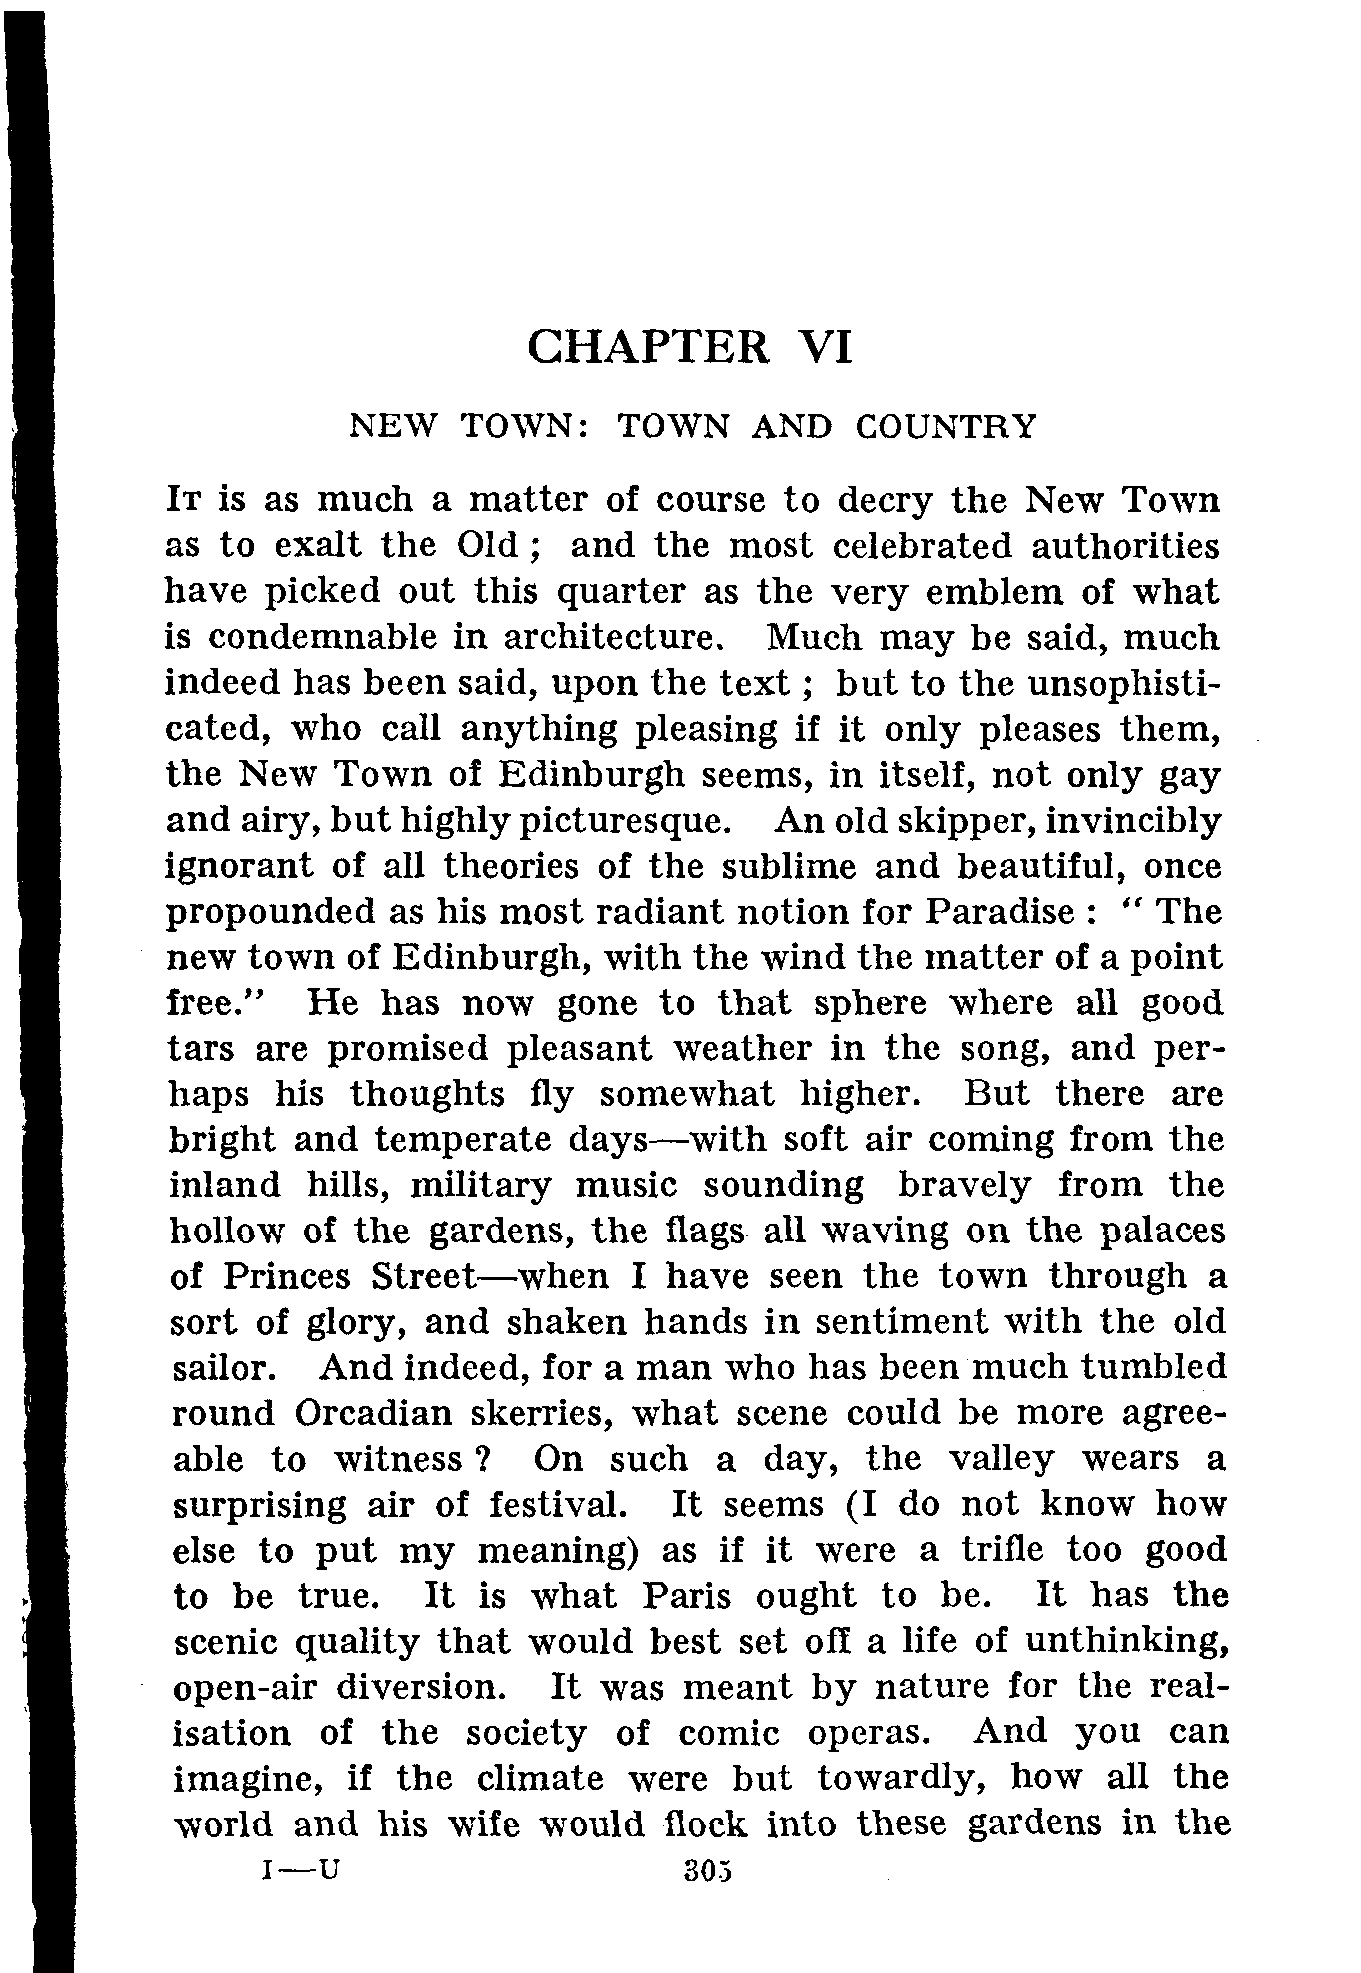 CHAPTER VI
NEW TOWN: TOWN AND COUNTRY
IT is as much a matter of course to decry the New Town
as to exalt the Old ; and the most celebrated authorities
have picked out this quarter as the very emblem of what
is condemnable in architecture. Much may be said, much
indeed has been said, upon the text ; but to the unsophisti-
cated, who call anything pleasing if it only pleases them,
the New Town of Edinburgh seems, in itself, not only gay
and airy, but highly picturesque. An old skipper, invincibly
ignorant of all theories of the sublime and beautiful, once
propounded as his most radiant notion for Paradise : “ The
new town of Edinburgh, with the wind the matter of a point
free.” He has now gone to that sphere where all good
tars are promised pleasant weather in the song, and per-
haps his thoughts fly somewhat higher. But there are
bright and temperate days—with soft air coming from the
inland hills, military music sounding bravely from the
hollow of the gardens, the flags all waving on the palaces
of Princes Street—when I have seen the town through a
sort of glory, and shaken hands in sentiment with the old
sailor. And indeed, for a man who has been much tumbled
round Orcadian skerries, what scene could be more agree-
able to witness ? On such a day, the valley wears a
surprising air of festival. It seems (I do not know how
else to put my meaning) as if it were a trifle too good
to be true. It is what Paris ought to be. It has the
scenic quality that would best set off a life of unthinking,
open-air diversion. It was meant by nature for the real-
isation of the society of comic operas. And you can
imagine, if the climate were but towardly, how all the
world and his wife would flock into these gardens in the
I—U 305